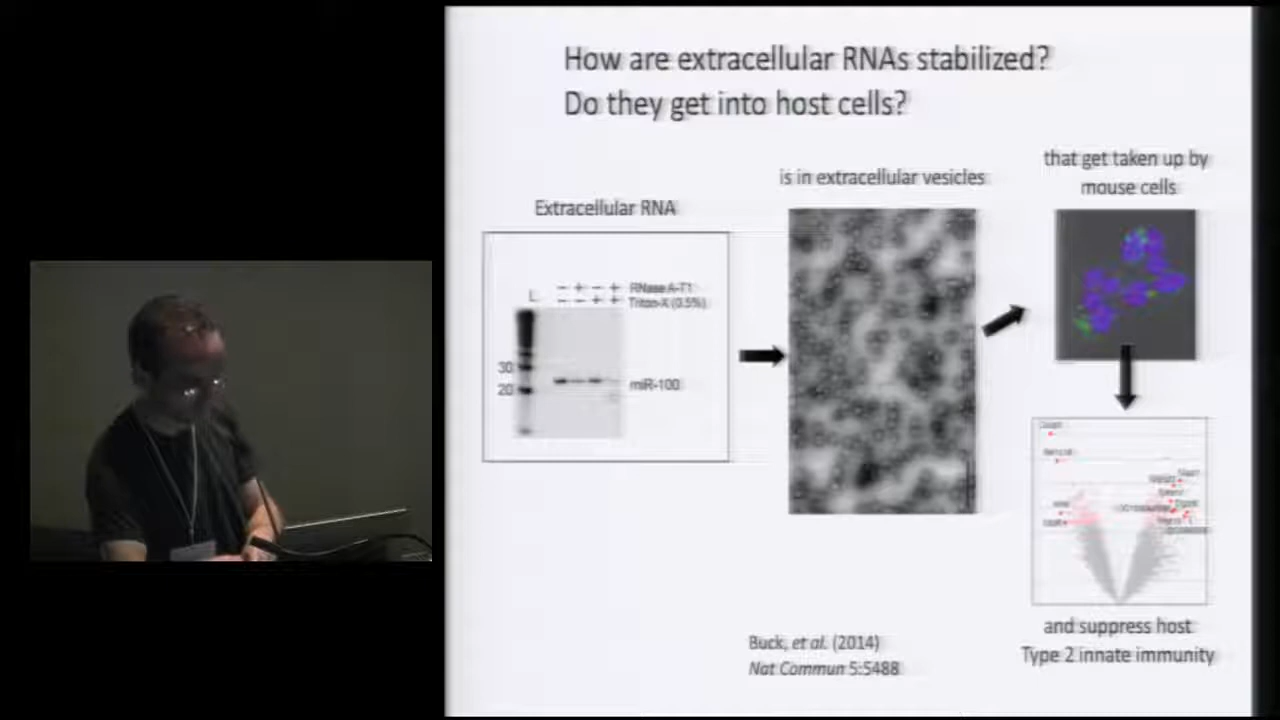 How are extracellular RNAs stabilized?
Do they get into host cells?
that get taken up by
mouse cells
is in extracellular vesicles
Extracellular RNA
- + - + RNase A-T1
L - - + + Triton-X (0.5%)
30
20
miR-100
and suppress host
Type 2 innate immunity
Buck, et al. (2014)
Nat Commun 5:5488